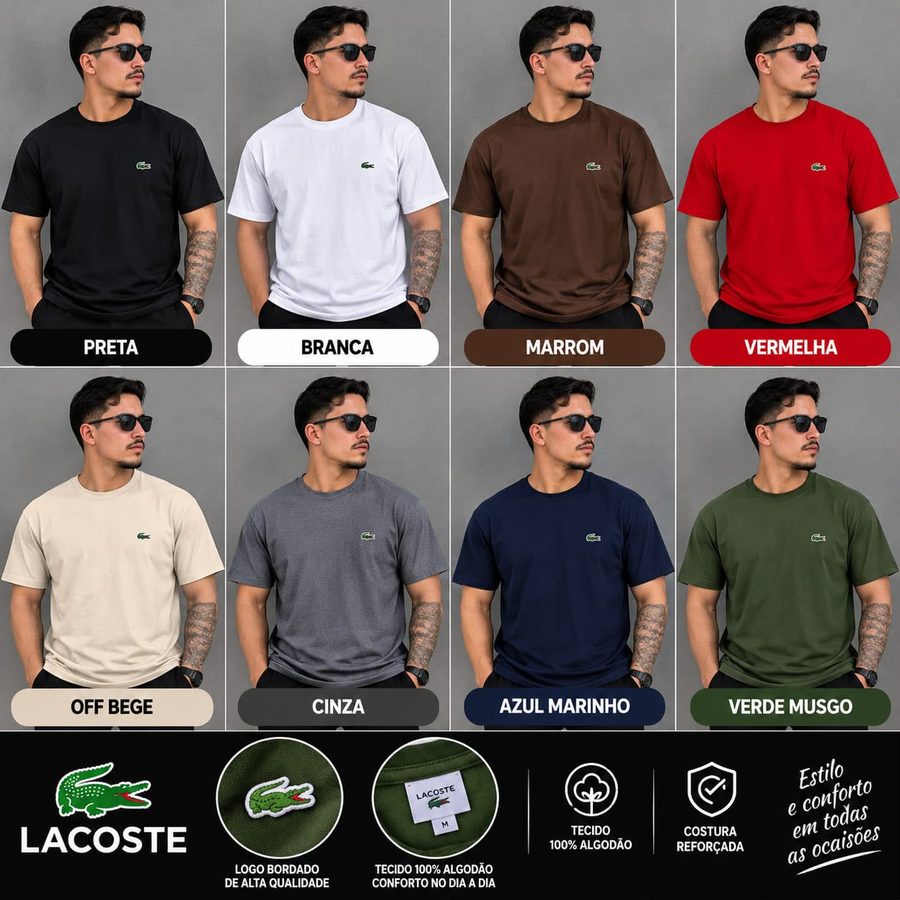 PRETA
BRANCA
MARROM
VERMELHA
OFF BEGE
CINZA
AZUL MARINHO
VERDE MUSGO
LACOSTE
LOGO BORDADO
DE ALTA QUALIDADE
LACOSTE
M
TECIDO 100% ALGODÃO
CONFORTO NO DIA A DIA
TECIDO
100% ALGODÃO
COSTURA
REFORÇADA
Estilo
e conforto
em todas
as ocaisões